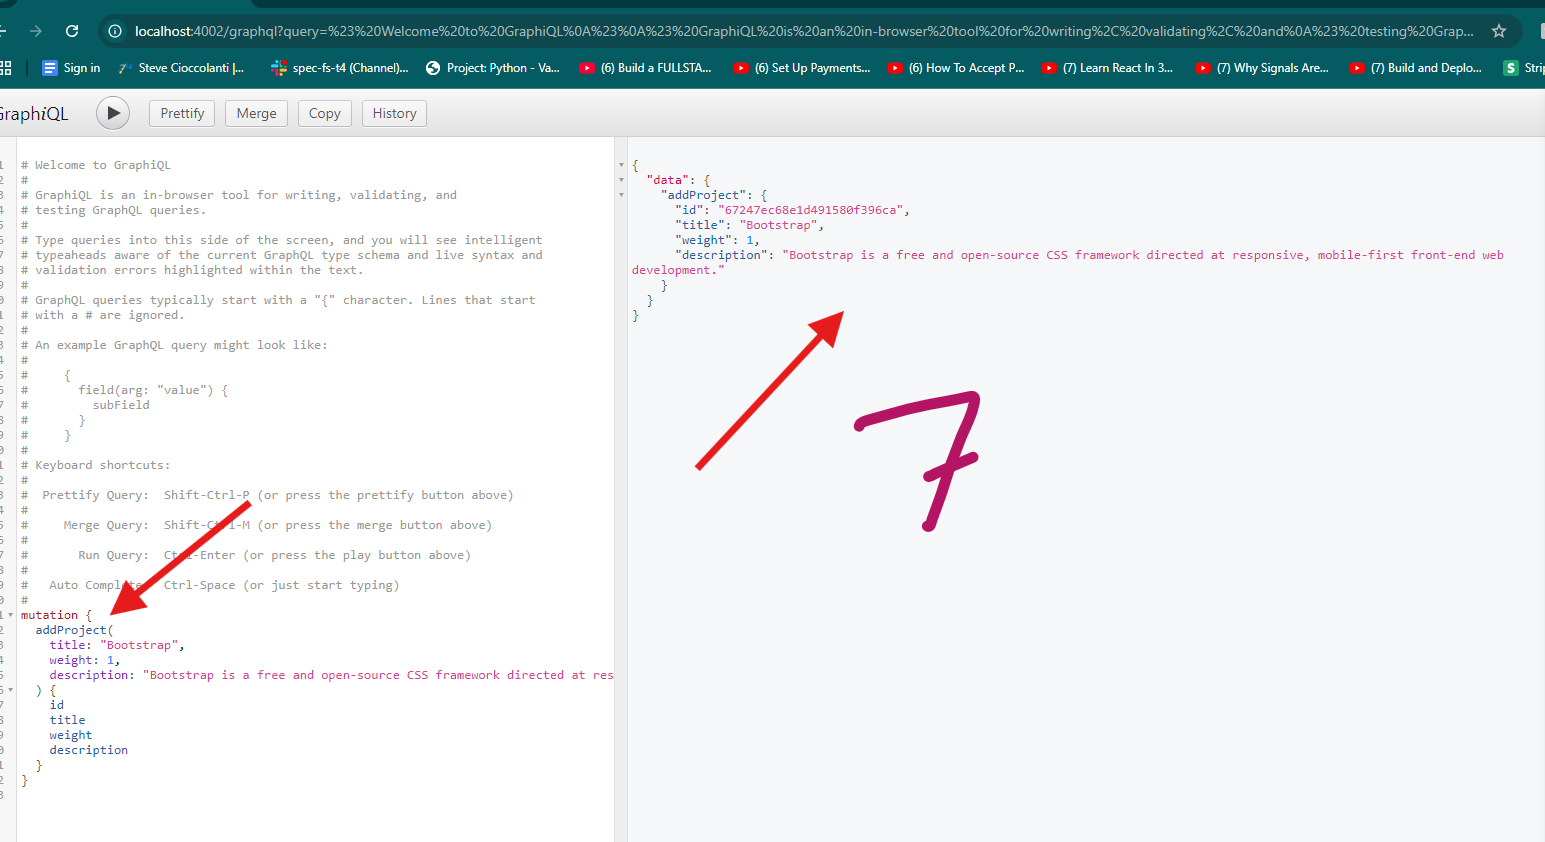 localhost:4002/graphql?query=%23%20Welcome%20to%20GraphiQL%0A%23%0A%23%20GraphiQL%20is%20an%20in-browser%20tool%20for%20writing%2C%20validating%2C%20and%0A%23%20testing%20Grap...
Sign in Steve Cioccolanti |... spec-fs-t4 (Channel)... Project: Python - Va... (6) Build a FULLSTA... (6) Set Up Payments... (6) How To Accept P... (7) Learn React In 3... (7) Why Signals Are... (7) Build and Deplo... S Strip
GraphiQL Prettify Merge Copy History
# Welcome to GraphiQL
#
# GraphiQL is an in-browser tool for writing, validating, and
# testing GraphQL queries.
#
# Type queries into this side of the screen, and you will see intelligent
# typeaheads aware of the current GraphQL type schema and live syntax and
# validation errors highlighted within the text.
#
# GraphQL queries typically start with a "{" character. Lines that start
# with a # are ignored.
#
# An example GraphQL query might look like:
#
#     {
#       field(arg: "value") {
#         subField
#       }
#     }
#
# Keyboard shortcuts:
#
#  Prettify Query:  Shift-Ctrl-P (or press the prettify button above)
#
#     Merge Query:  Shift-Ctrl-M (or press the merge button above)
#
#       Run Query:  Ctrl-Enter (or press the play button above)
#
#   Auto Complete:  Ctrl-Space (or just start typing)
#
mutation {
  addProject(
    title: "Bootstrap",
    weight: 1,
    description: "Bootstrap is a free and open-source CSS framework directed at res
  ) {
    id
    title
    weight
    description
  }
}
{
  "data": {
    "addProject": {
      "id": "67247ec68e1d491580f396ca",
      "title": "Bootstrap",
      "weight": 1,
      "description": "Bootstrap is a free and open-source CSS framework directed at responsive, mobile-first front-end web
development."
    }
  }
}
7